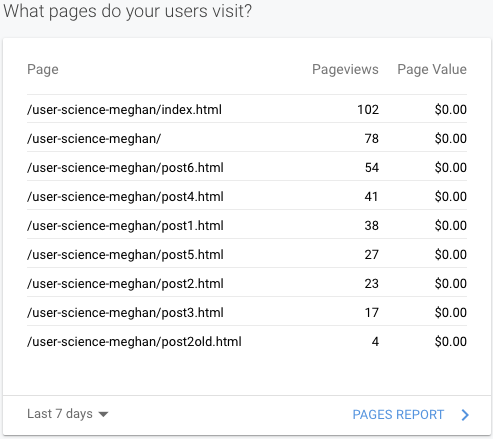 What pages do your users visit?
Page Pageviews Page Value
/user-science-meghan/index.html 102 $0.00
/user-science-meghan/ 78 $0.00
/user-science-meghan/post6.html 54 $0.00
/user-science-meghan/post4.html 41 $0.00
/user-science-meghan/post1.html 38 $0.00
/user-science-meghan/post5.html 27 $0.00
/user-science-meghan/post2.html 23 $0.00
/user-science-meghan/post3.html 17 $0.00
/user-science-meghan/post2old.html 4 $0.00
Last 7 days PAGES REPORT